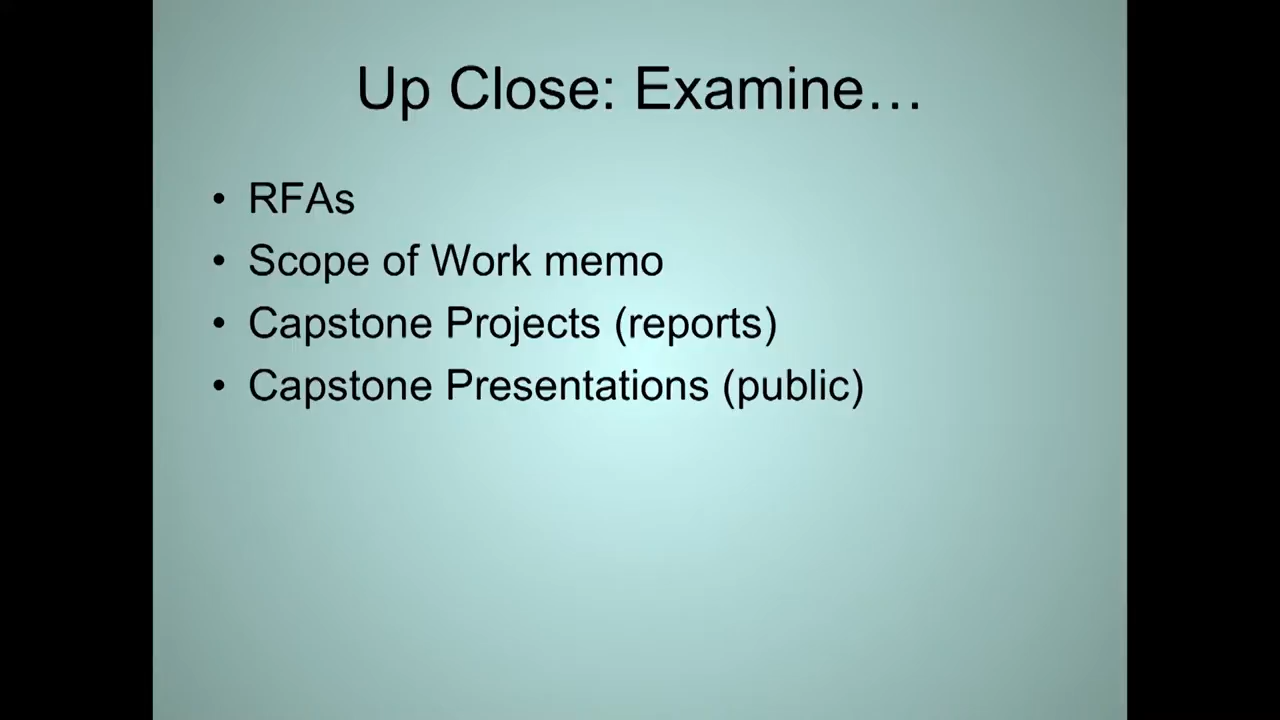 Up Close: Examine…
• RFAs
• Scope of Work memo
• Capstone Projects (reports)
• Capstone Presentations (public)